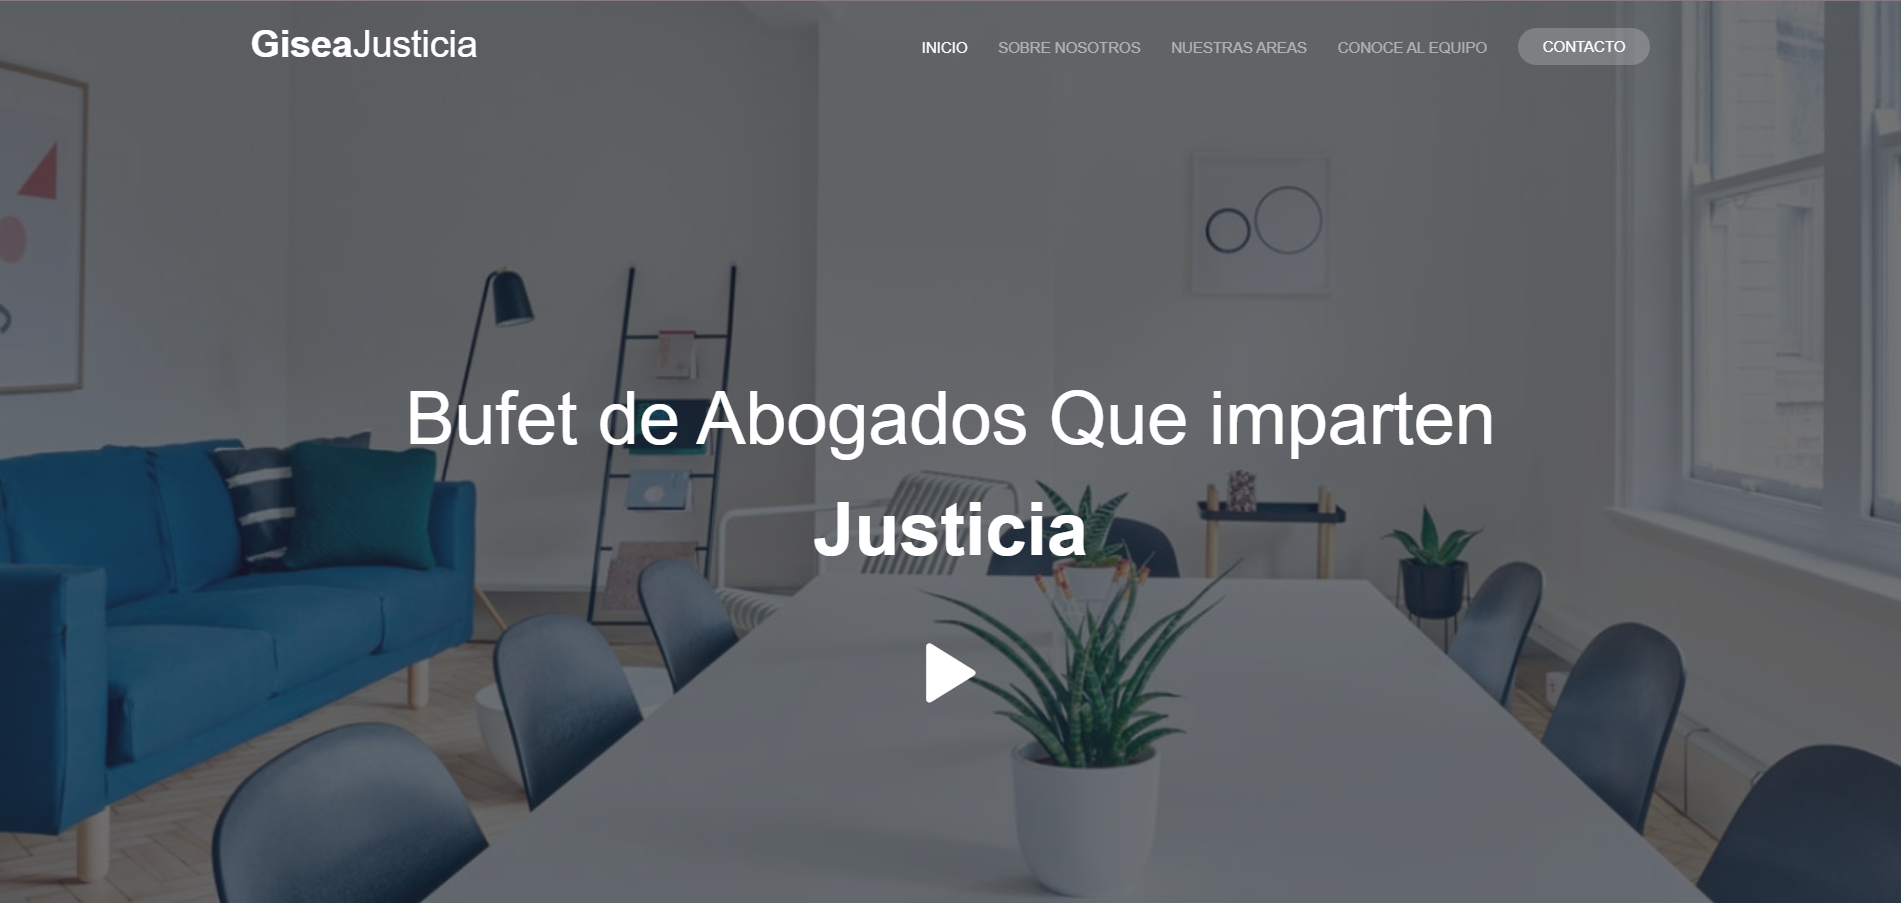 GiseaJusticia
INICIO SOBRE NOSOTROS NUESTRAS AREAS CONOCE AL EQUIPO CONTACTO
Bufet de Abogados Que imparten
Justicia